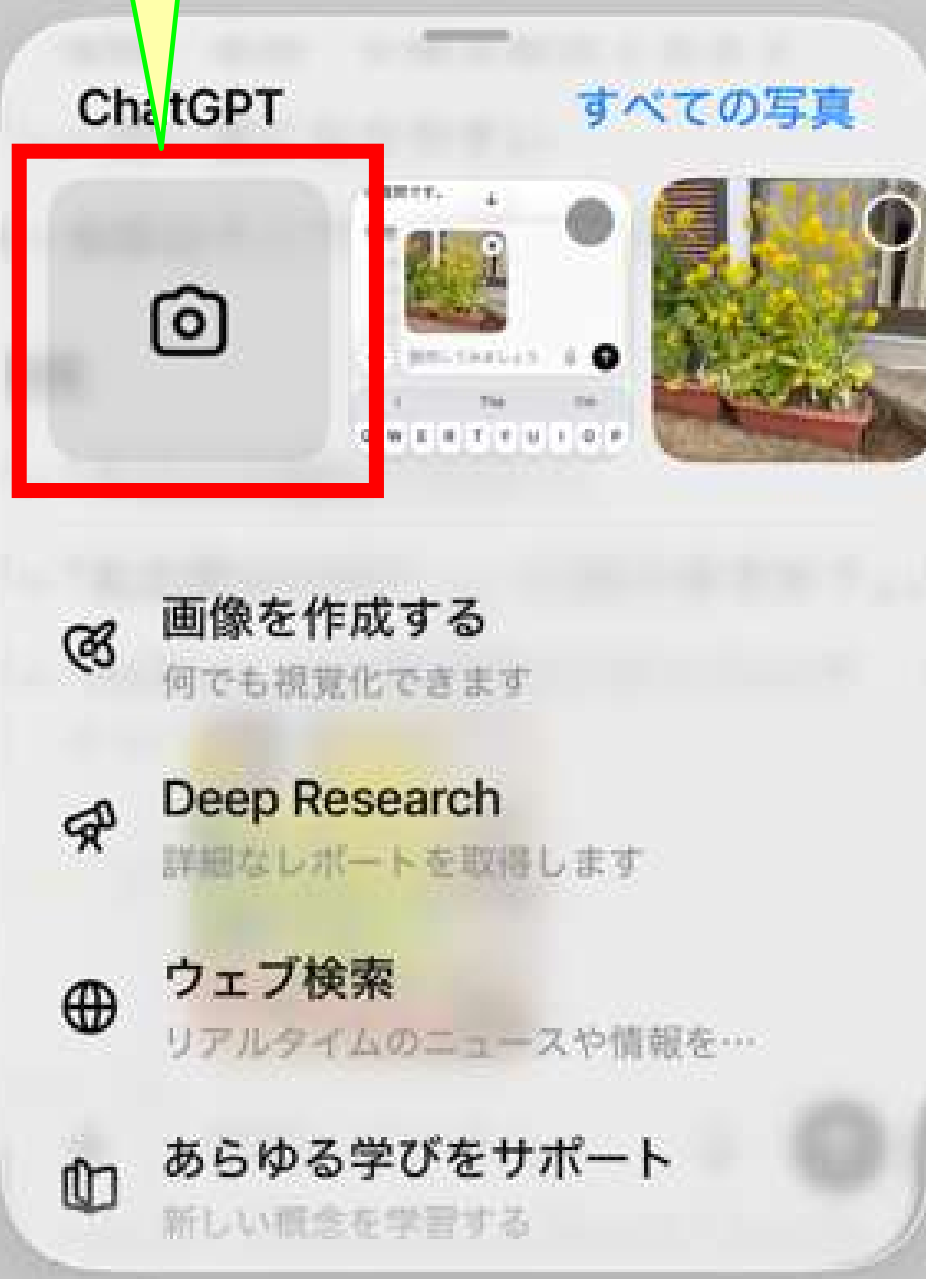 ChatGPT
すべての写真
The
I'm
Q W E R T Y U I O P
画像を作成する
何でも視覚化できます
Deep Research
詳細なレポートを取得します
ウェブ検索
リアルタイムのニュースや情報を…
あらゆる学びをサポート
新しい概念を学習する